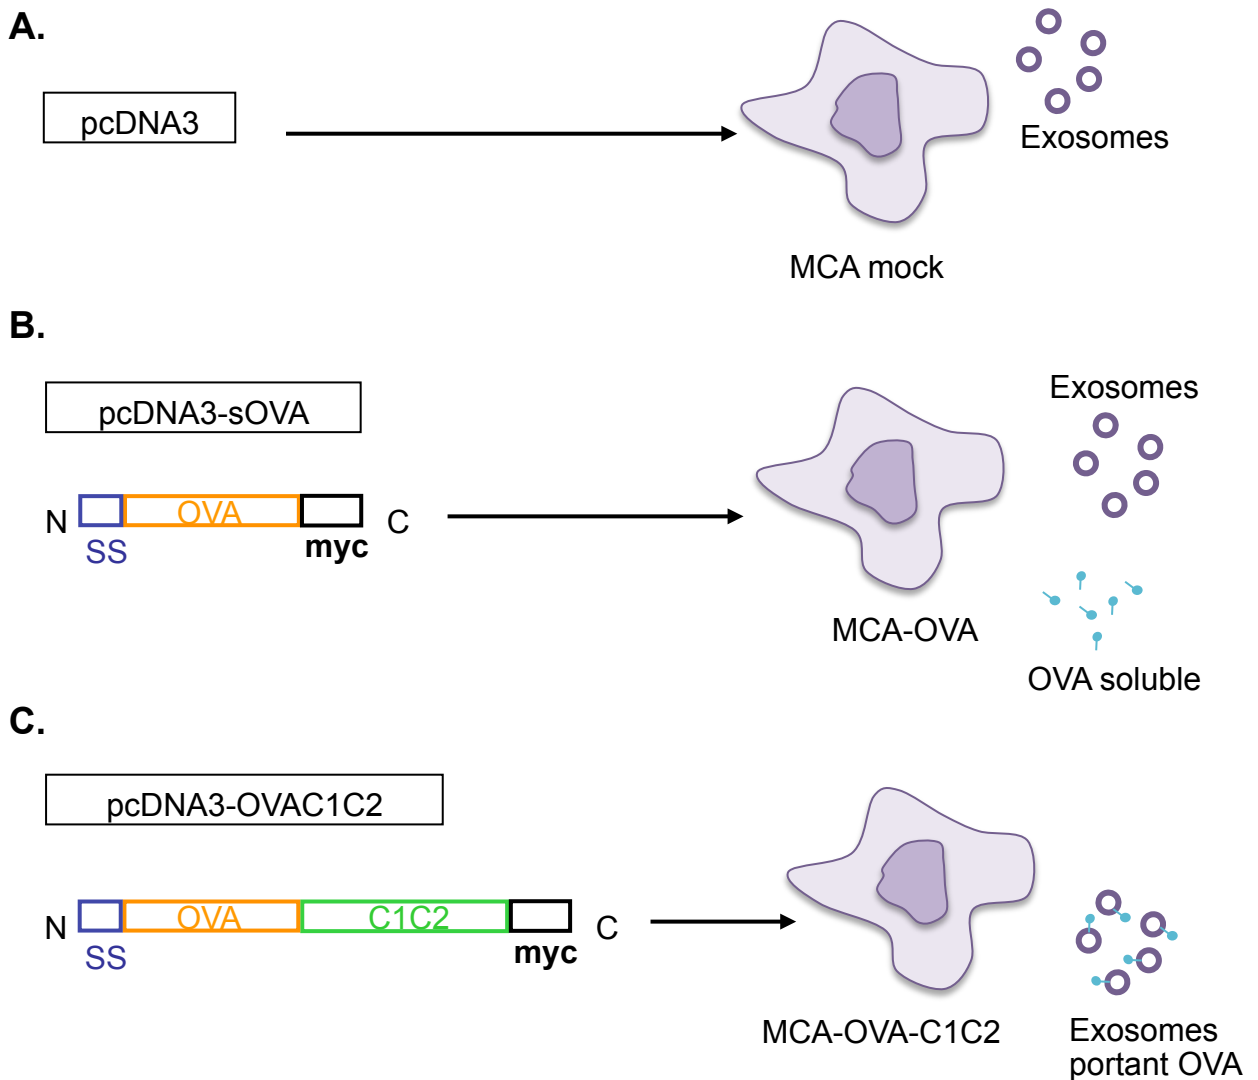 A.
pcDNA3
Exosomes
MCA mock
B.
pcDNA3-sOVA
Exosomes
N
OVA
C
SS
myc
MCA-OVA
OVA soluble
C.
pcDNA3-OVAC1C2
N
OVA
C1C2
C
SS
myc
MCA-OVA-C1C2
Exosomes
portant OVA